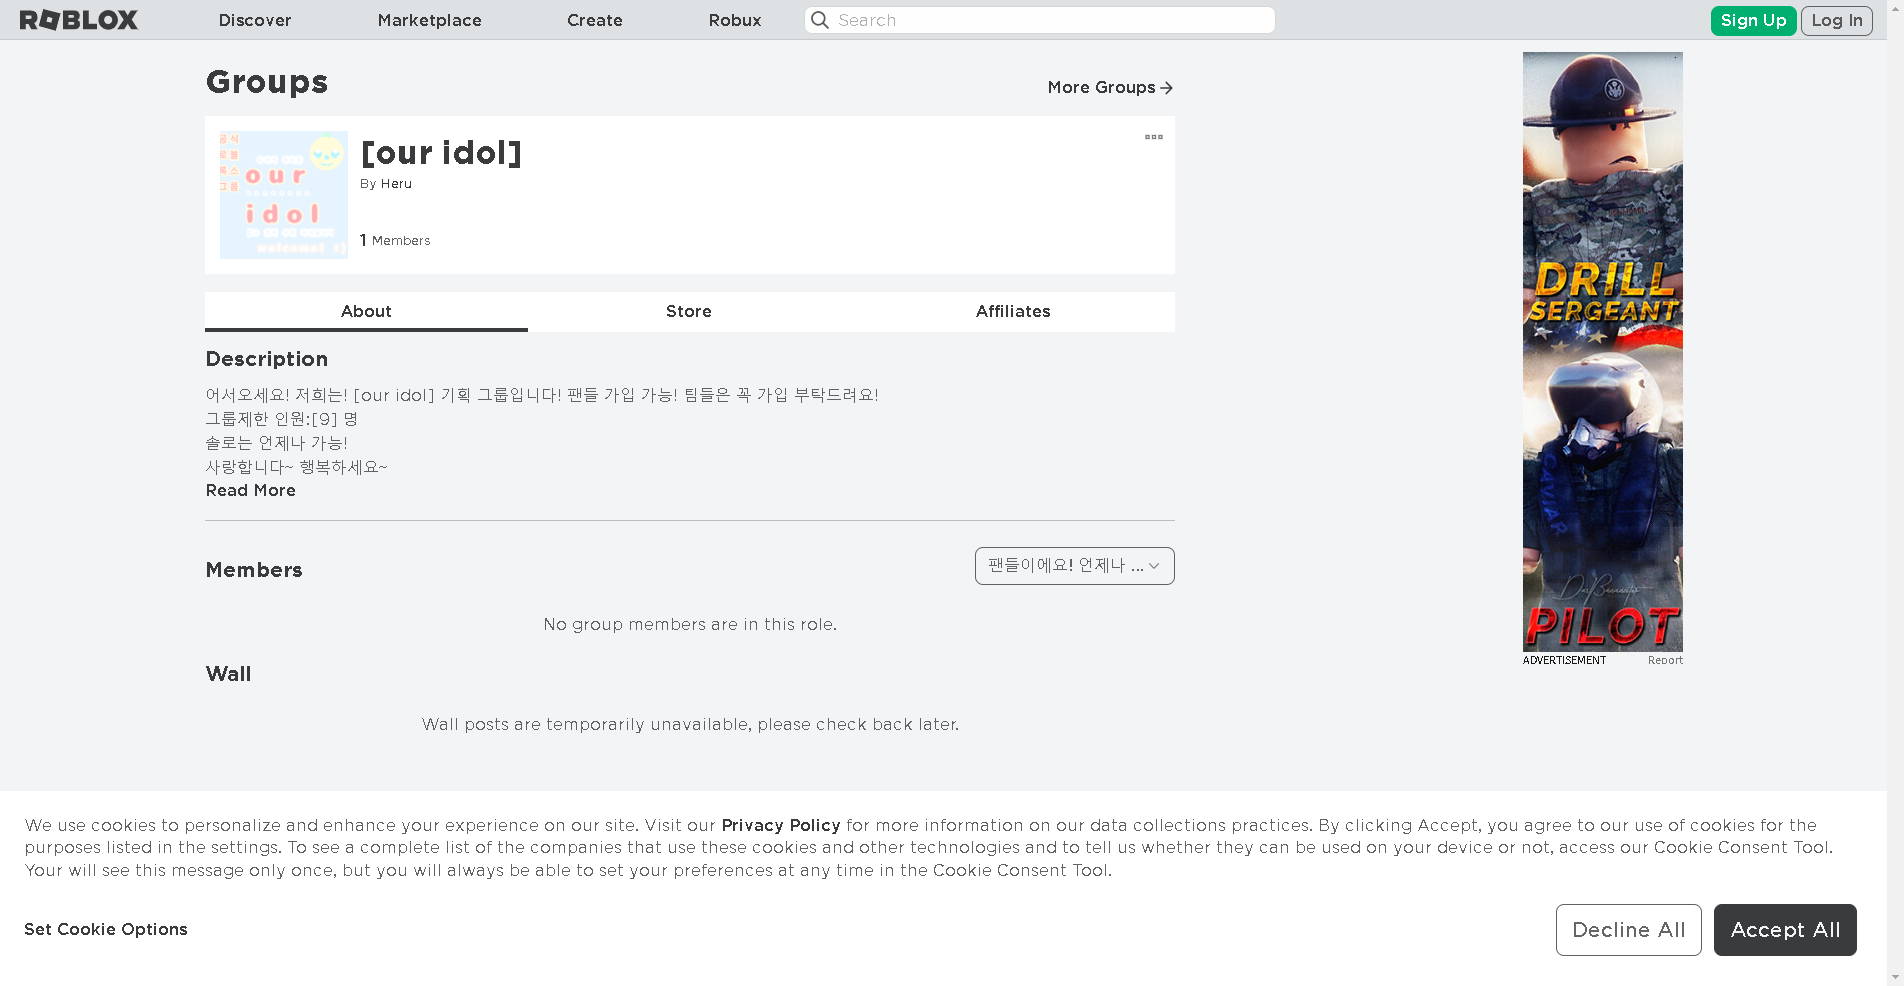 ROBLOX
Discover
Marketplace
Create
Robux
Search
Sign Up
Log In
Groups
More Groups
공식
로블
록스
그룹
our
idol
welcome! :)
[our idol]
By Heru
1 Members
About
Store
Affiliates
Description
어서오세요! 저희는! [our idol] 기획 그룹입니다! 팬들 가입 가능! 팀들은 꼭 가입 부탁드려요!
그룹제한 인원:[9] 명
솔로는 언제나 가능!
사랑합니다~ 행복하세요~
Read More
Members
팬들이에요! 언제나 ...
No group members are in this role.
Wall
Wall posts are temporarily unavailable, please check back later.
DRILL
SERGEANT
PILOT
ADVERTISEMENT
Report
We use cookies to personalize and enhance your experience on our site. Visit our Privacy Policy for more information on our data collections practices. By clicking Accept, you agree to our use of cookies for the
purposes listed in the settings. To see a complete list of the companies that use these cookies and other technologies and to tell us whether they can be used on your device or not, access our Cookie Consent Tool.
Your will see this message only once, but you will always be able to set your preferences at any time in the Cookie Consent Tool.
Set Cookie Options
Decline All
Accept All